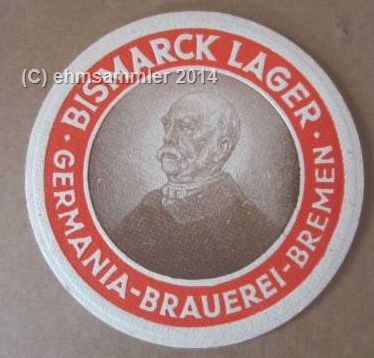 BISMARCK LAGER
(C) ehmsammler 2014
· GERMANIA-BRAUEREI-BREMEN ·